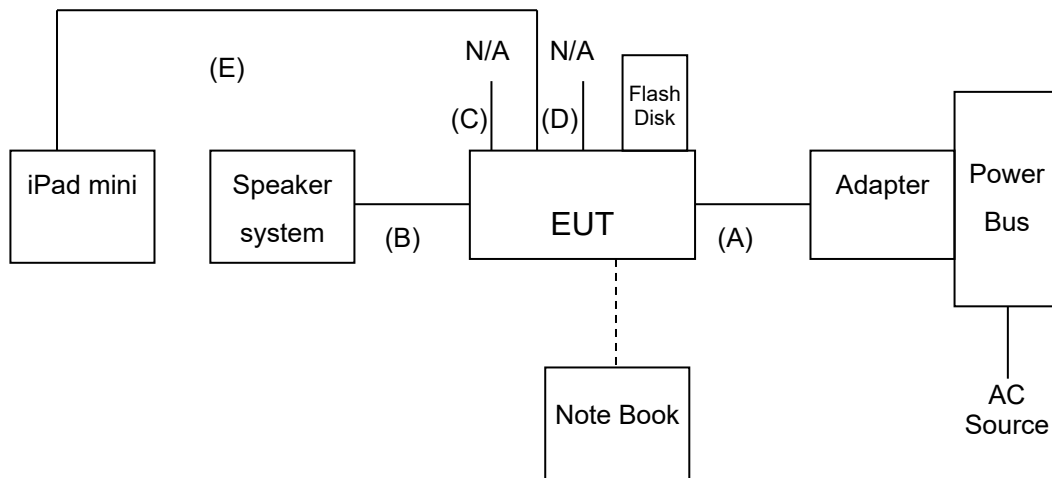 N/A
N/A
(E)
(C)
(D)
Flash
Disk
iPad mini
Speaker
system
(B)
EUT
(A)
Adapter
Power
Bus
Note Book
AC
Source